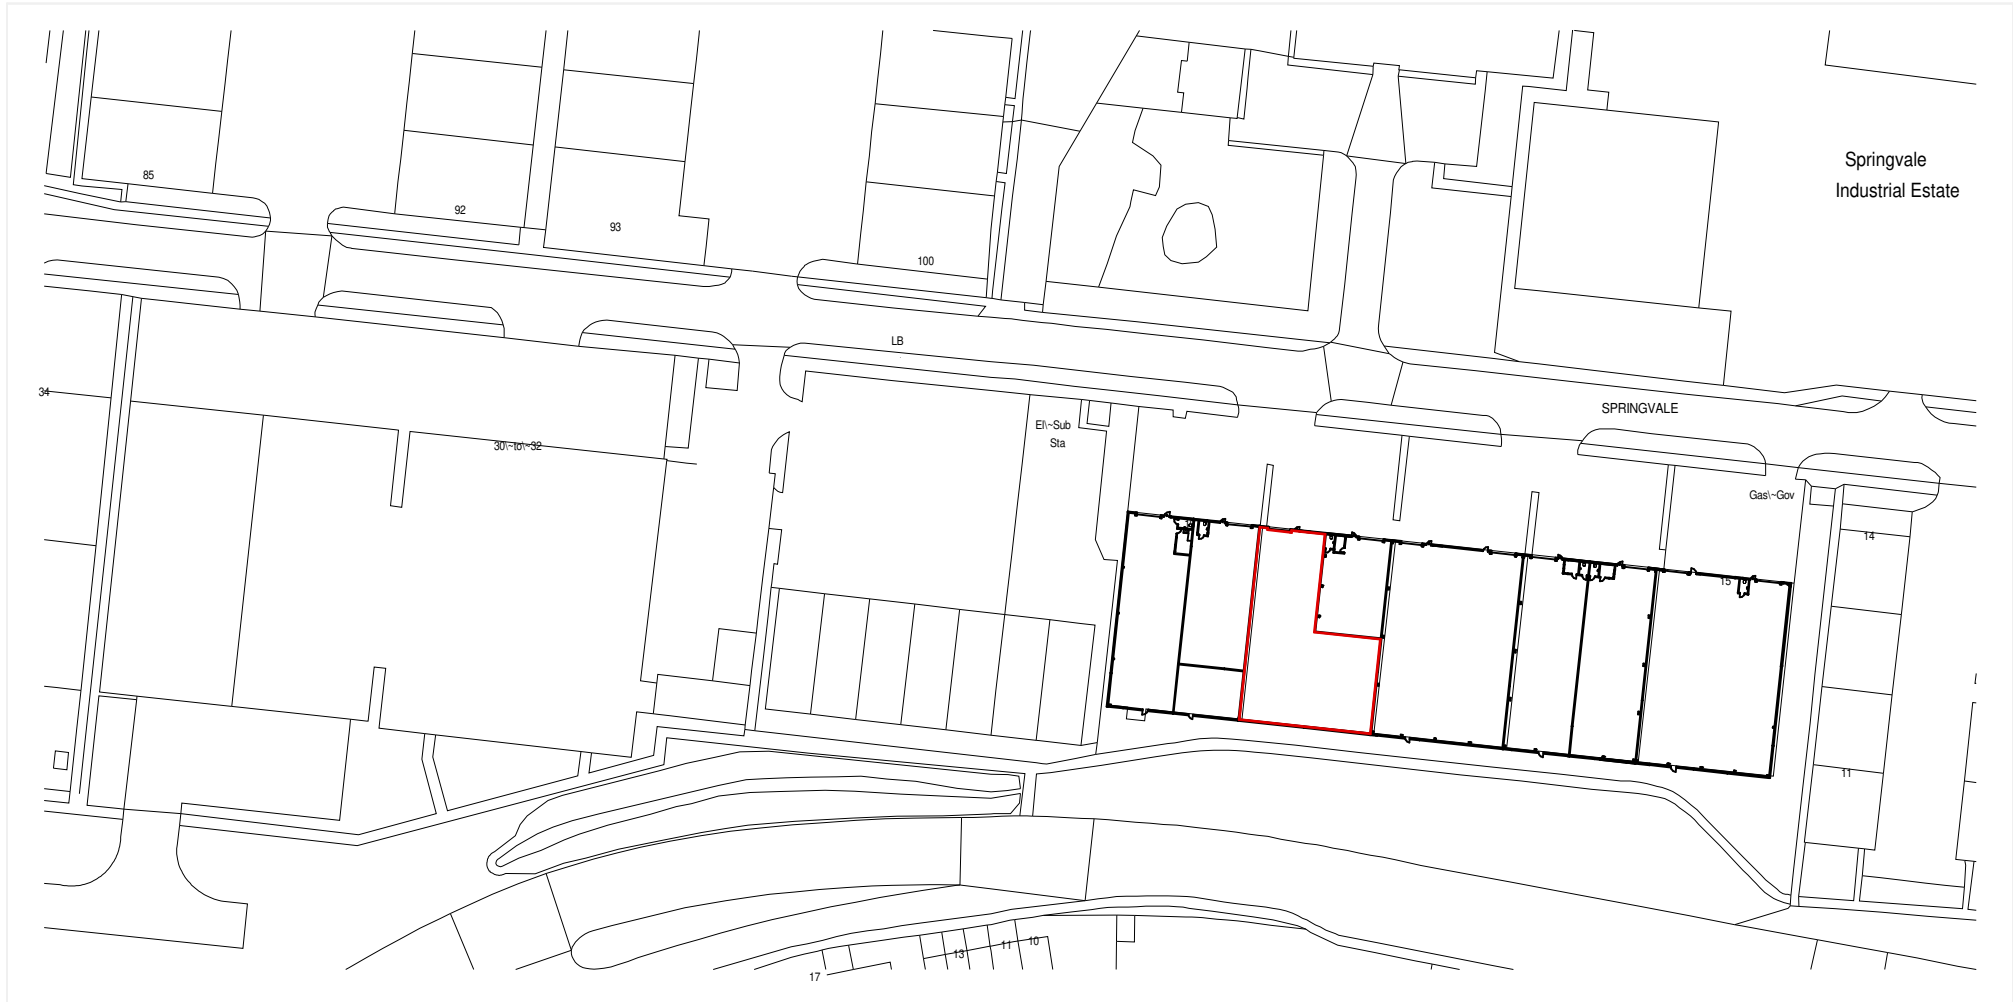 Springvale
Industrial Estate
85
92
93
100
LB
34
SPRINGVALE
El\~Sub
Sta
30\~to\~32
Gas\~Gov
14
15
11
13
11
10
17